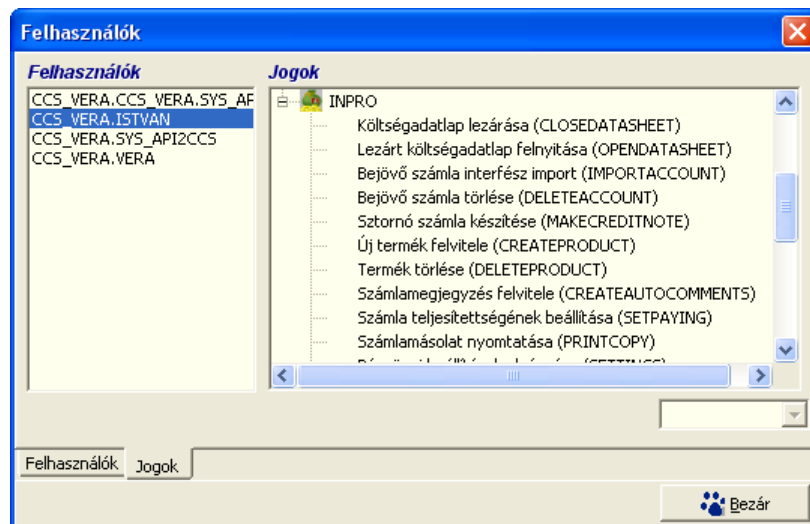 Felhasználók
Felhasználók
Jogok
CCS_VERA.CCS_VERA.SYS_AF
CCS_VERA.ISTVAN
CCS_VERA.SYS_API2CCS
CCS_VERA.VERA
INPRO
Költségadatlap lezárása (CLOSEDATASHEET)
Lezárt költségadatlap felnyitása (OPENDATASHEET)
Bejövő számla interfész import (IMPORTACCOUNT)
Bejövő számla törlése (DELETEACCOUNT)
Sztornó számla készítése (MAKECREDITNOTE)
Új termék felvitele (CREATEPRODUCT)
Termék törlése (DELETEPRODUCT)
Számlamegjegyzés felvitele (CREATEAUTOCOMMENTS)
Számla teljesítettségének beállítása (SETPAYING)
Számlamásolat nyomtatása (PRINTCOPY)
Felhasználók
Jogok
Bezár